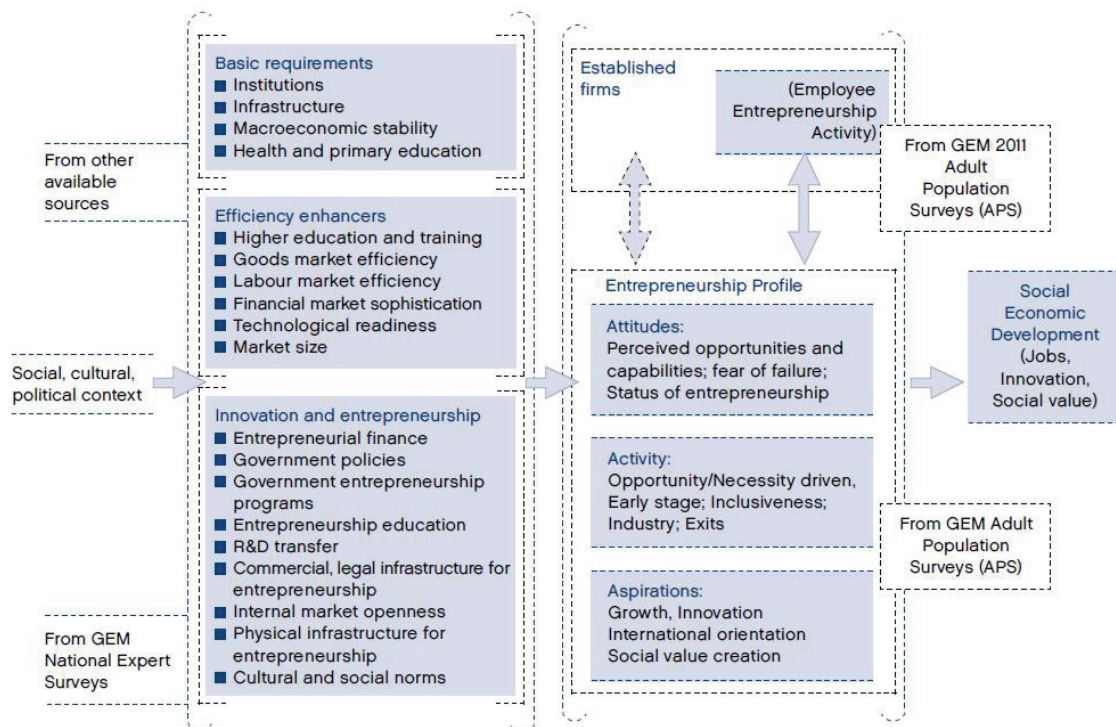 From other
available
sources
Social, cultural,
political context
From GEM
National Expert
Surveys
Basic requirements
Institutions
Infrastructure
Macroeconomic stability
Health and primary education
Efficiency enhancers
Higher education and training
Goods market efficiency
Labour market efficiency
Financial market sophistication
Technological readiness
Market size
Innovation and entrepreneurship
Entrepreneurial finance
Government policies
Government entrepreneurship
programs
Entrepreneurship education
R&D transfer
Commercial, legal infrastructure for
entrepreneurship
Internal market openness
Physical infrastructure for
entrepreneurship
Cultural and social norms
Established
firms
(Employee
Entrepreneurship
Activity)
From GEM 2011
Adult
Population
Surveys (APS)
Entrepreneurship Profile
Attitudes:
Perceived opportunities and
capabilities; fear of failure;
Status of entrepreneurship
Activity:
Opportunity/Necessity driven,
Early stage; Inclusiveness;
Industry; Exits
Aspirations:
Growth, Innovation
International orientation
Social value creation
From GEM Adult
Population
Surveys (APS)
Social
Economic
Development
(Jobs,
Innovation,
Social value)